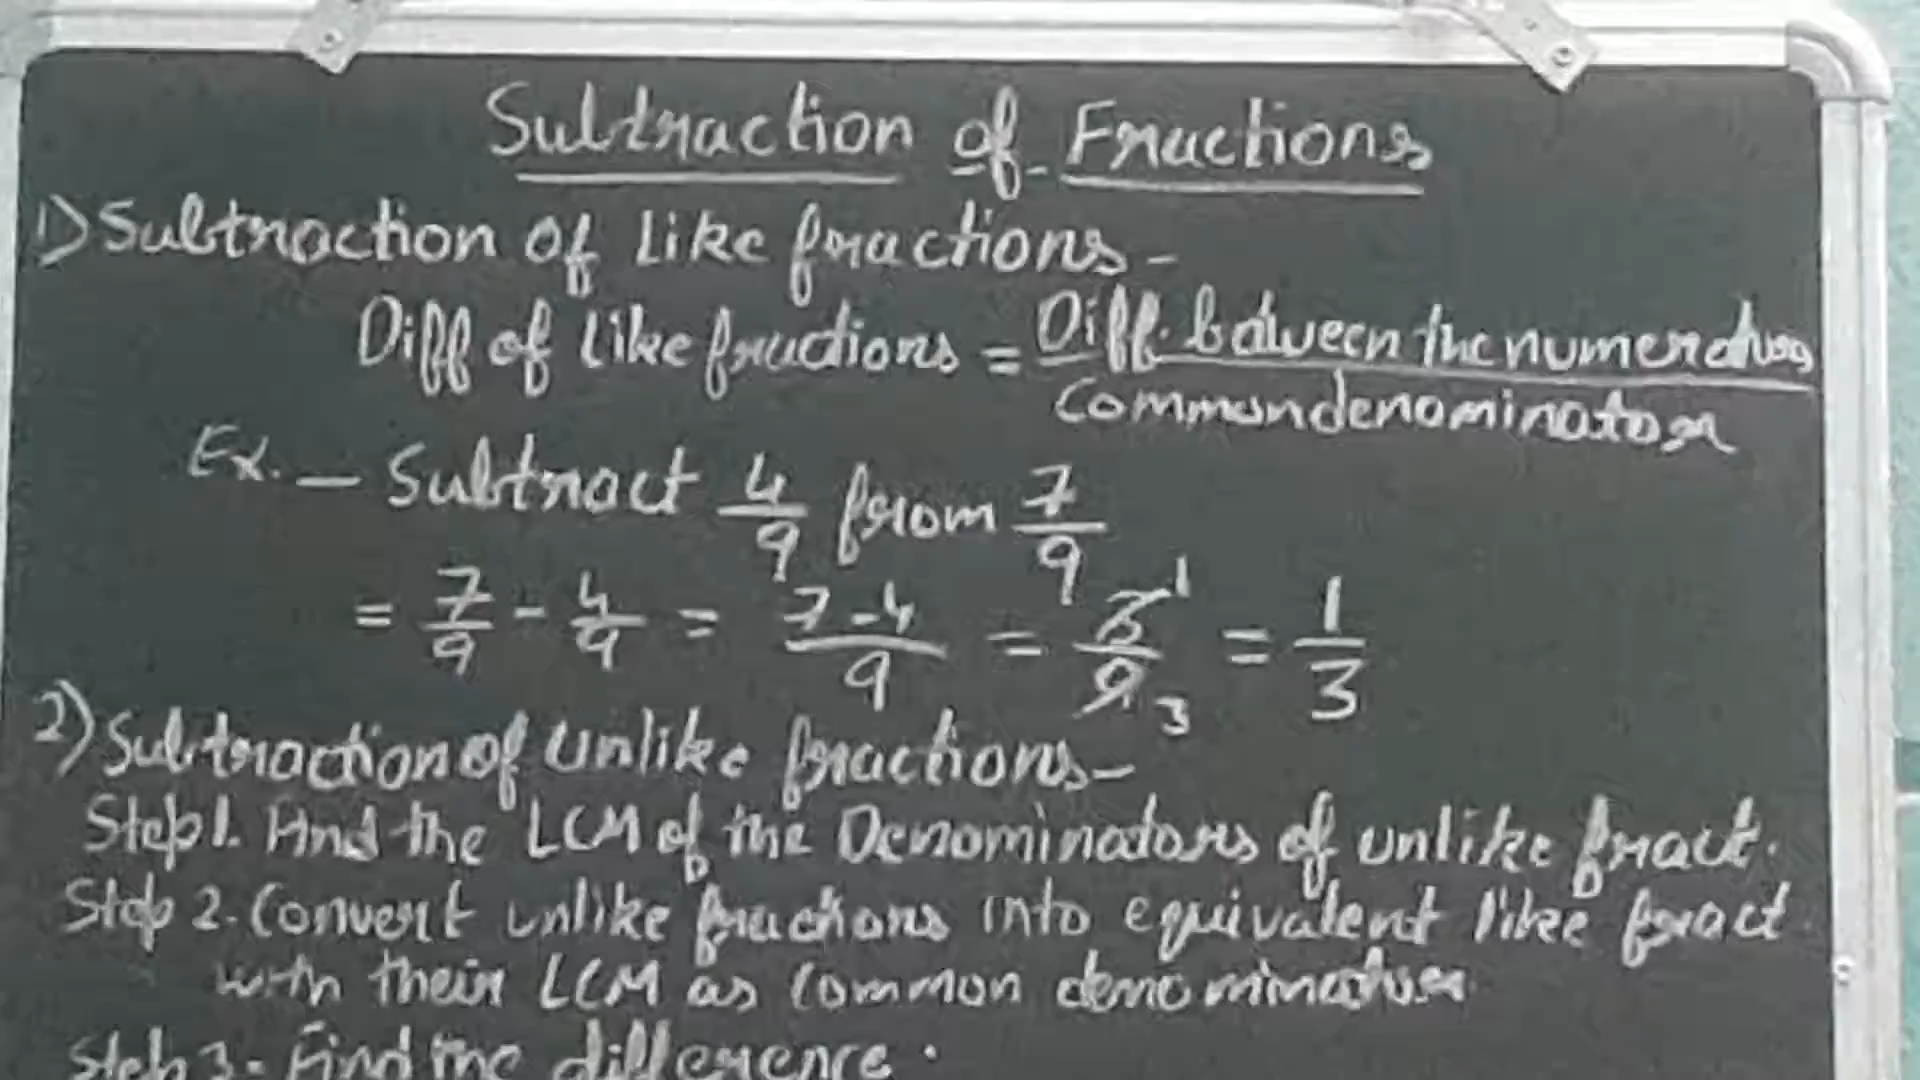 Subtraction of Fractions
1) Subtraction of Like fractions -
Diff of like fractions = Diff. between the numerators / Common denominator
Ex. - Subtract 4/9 from 7/9
= 7/9 - 4/9 = 7-4/9 = 3/9 1 3 = 1/3
2) Subtraction of unlike fractions -
Step 1. Find the LCM of the Denominators of unlike fract.
Step 2. Convert unlike fractions into equivalent like fract.
with their LCM as common denominator
Step 3. Find the difference.